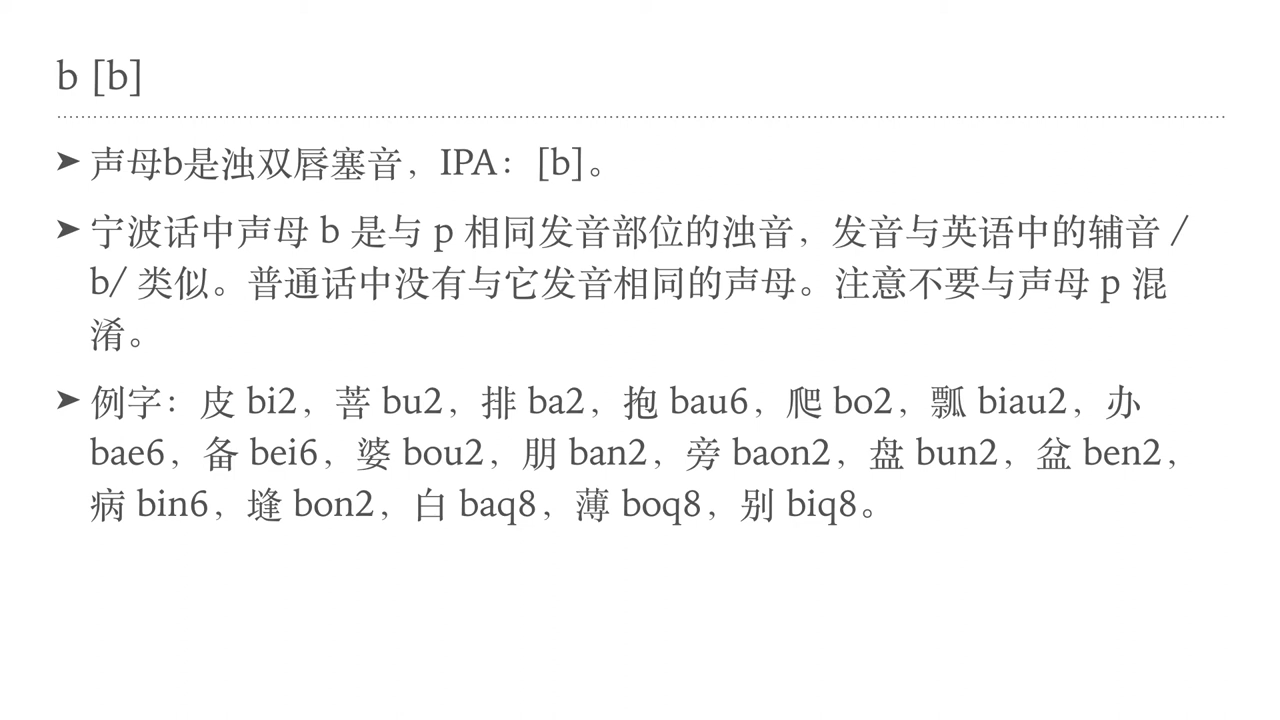 b [b]
➤ 声母b是浊双唇塞音，IPA：[b]。
➤ 宁波话中声母 b 是与 p 相同发音部位的浊音，发音与英语中的辅音 /
b/ 类似。普通话中没有与它发音相同的声母。注意不要与声母 p 混
淆。
➤ 例字：皮 bi2，菩 bu2，排 ba2，抱 bau6，爬 bo2，瓢 biau2，办
bae6，备 bei6，婆 bou2，朋 ban2，旁 baon2，盘 bun2，盆 ben2，
病 bin6，埄 bon2，白 baq8，薄 boq8，别 biq8。